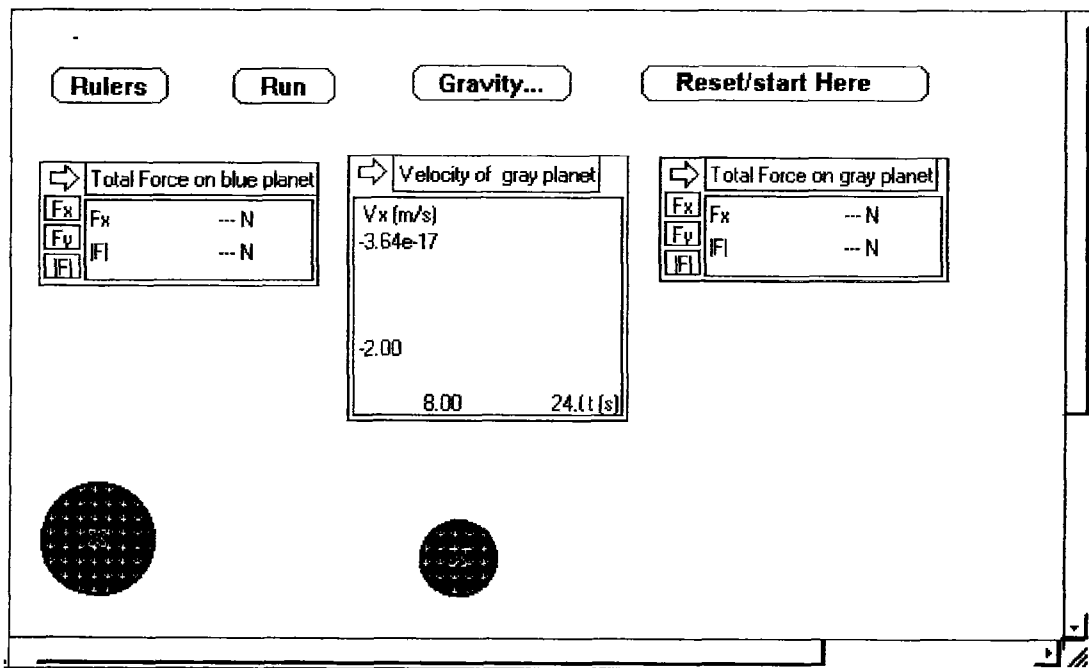 Rulers
Run
Gravity...
Reset/start Here
Total Force on blue planet
Fx
Fy
|F|
Fx --- N
|F| --- N
Velocity of gray planet
Vx (m/s)
-3.64e-17
-2.00
8.00 24.( t (s)
Total Force on gray planet
Fx
Fy
|F|
Fx --- N
|F| --- N